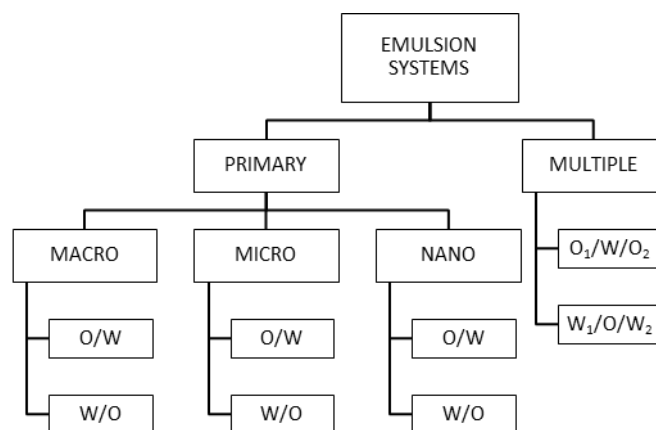 EMULSION
SYSTEMS
PRIMARY
MULTIPLE
MACRO
MICRO
NANO
O₁/W/O₂
O/W
O/W
O/W
W₁/O/W₂
W/O
W/O
W/O